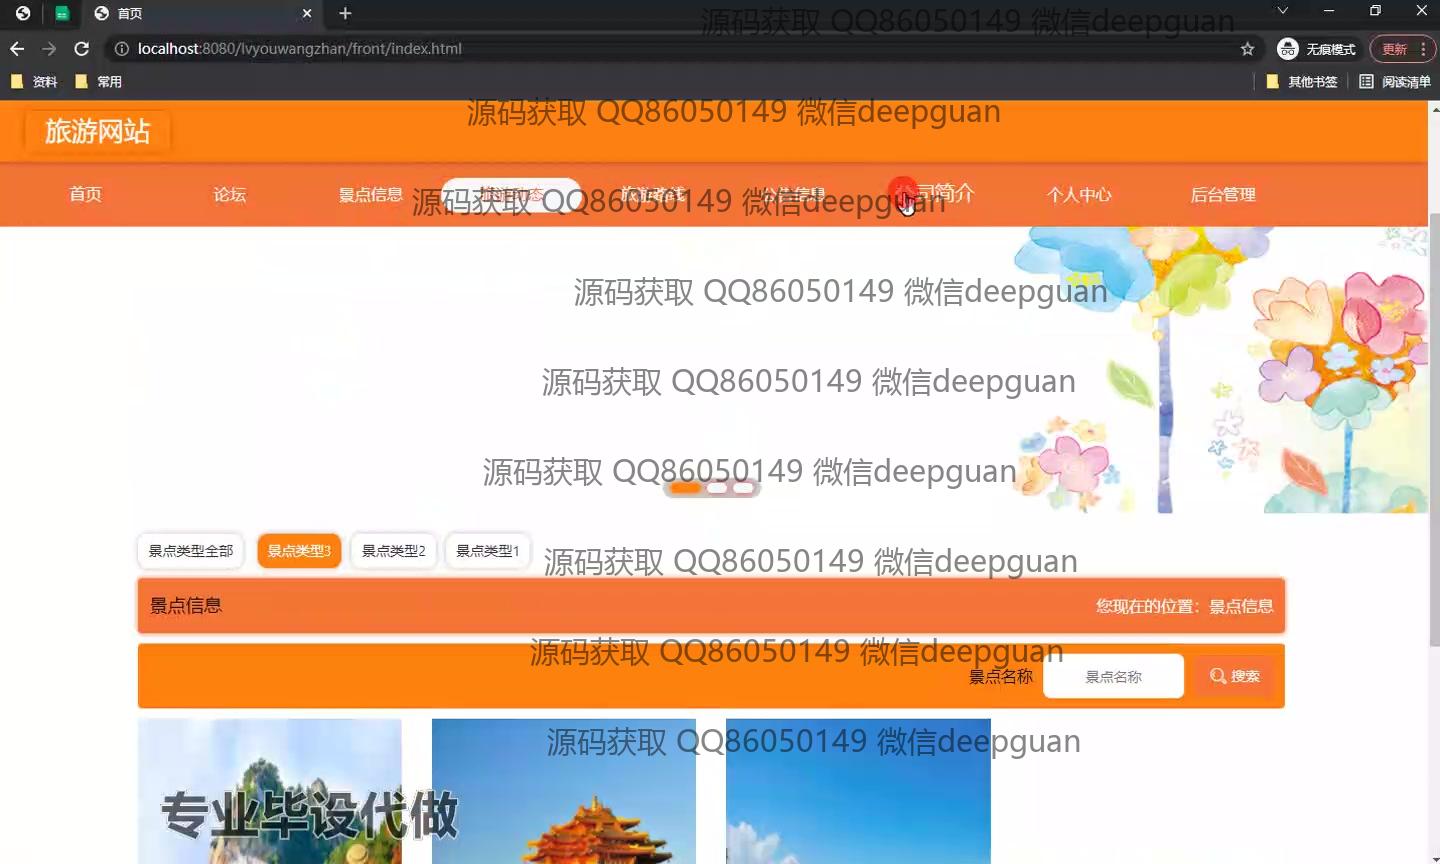 首页
源码获取 QQ86050149 微信deepguan
localhost:8080/lvyouwangzhan/front/index.html
无痕模式
更新
资料
常用
其他书签
阅读清单
源码获取 QQ86050149 微信deepguan
旅游网站
首页
论坛
景点信息
旅游路线
公告信息
公司简介
个人中心
后台管理
源码获取 QQ86050149 微信deepguan
源码获取 QQ86050149 微信deepguan
源码获取 QQ86050149 微信deepguan
源码获取 QQ86050149 微信deepguan
景点类型全部
景点类型3
景点类型2
景点类型1
源码获取 QQ86050149 微信deepguan
景点信息
您现在的位置：景点信息
源码获取 QQ86050149 微信deepguan
景点名称
景点名称
搜索
源码获取 QQ86050149 微信deepguan
专业毕设代做